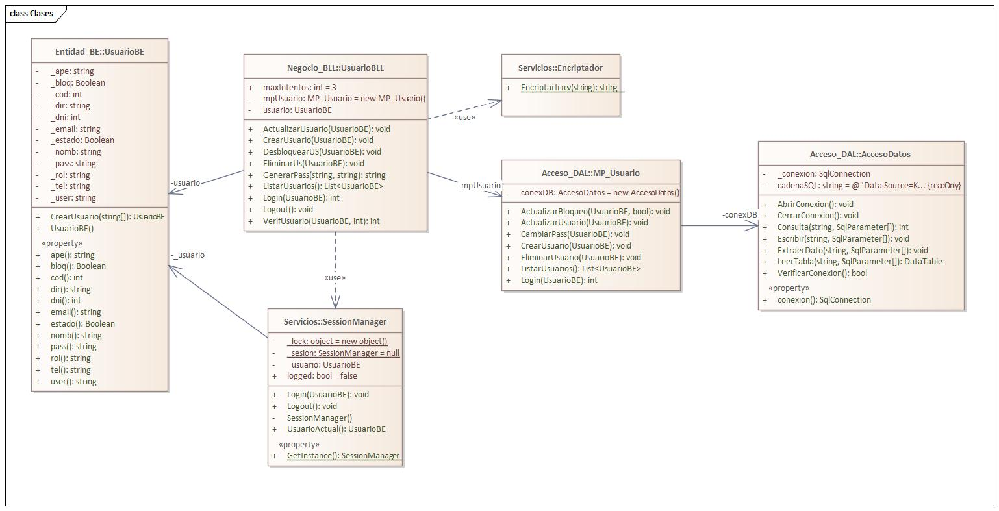 class Clases
Entidad_BE::UsuarioBE
- _ape: string
- _bloq: Boolean
- _cod: int
- _dir: string
- _dni: int
- _email: string
- _estado: Boolean
- _nomb: string
- _pass: string
- _rol: string
- _tel: string
- _user: string
+ CrearUsuario(string[]): UsuarioBE
+ UsuarioBE()
«property»
+ ape(): string
+ bloq(): Boolean
+ cod(): int
+ dir(): string
+ dni(): int
+ email(): string
+ estado(): Boolean
+ nomb(): string
+ pass(): string
+ rol(): string
+ tel(): string
+ user(): string
-usuario
-_usuario
Negocio_BLL::UsuarioBLL
+ maxIntentos: int = 3
- mpUsuario: MP_Usuario = new MP_Usuario()
- usuario: UsuarioBE
+ ActualizarUsuario(UsuarioBE): void
+ CrearUsuario(UsuarioBE): void
+ DesbloquearUS(UsuarioBE): void
+ EliminarUs(UsuarioBE): void
+ GenerarPass(string, string): string
+ ListarUsuarios(): List<UsuarioBE>
+ Login(UsuarioBE): int
+ Logout(): void
+ VerifUsuario(UsuarioBE, int): int
«use»
Servicios::SessionManager
- _lock: object = new object()
- _sesion: SessionManager = null
- _usuario: UsuarioBE
+ logged: bool = false
+ Login(UsuarioBE): void
+ Logout(): void
- SessionManager()
+ UsuarioActual(): UsuarioBE
«property»
+ GetInstance(): SessionManager
«use»
Servicios::Encriptador
+ EncriptarIrrev(string): string
-mpUsuario
Acceso_DAL::MP_Usuario
- conexDB: AccesoDatos = new AccesoDatos()
+ ActualizarBloqueo(UsuarioBE, bool): void
+ ActualizarUsuario(UsuarioBE): void
+ CambiarPass(UsuarioBE): void
+ CrearUsuario(UsuarioBE): void
+ EliminarUsuario(UsuarioBE): void
+ ListarUsuarios(): List<UsuarioBE>
+ Login(UsuarioBE): int
-conexDB
Acceso_DAL::AccesoDatos
- _conexion: SqlConnection
- cadenaSQL: string = @"Data Source=K... {readOnly}
+ AbrirConexion(): void
+ CerrarConexion(): void
+ Consulta(string, SqlParameter[]): int
+ Escribir(string, SqlParameter[]): void
+ ExtraerDato(string, SqlParameter[]): void
+ LeerTabla(string, SqlParameter[]): DataTable
+ VerificarConexion(): bool
«property»
+ conexion(): SqlConnection